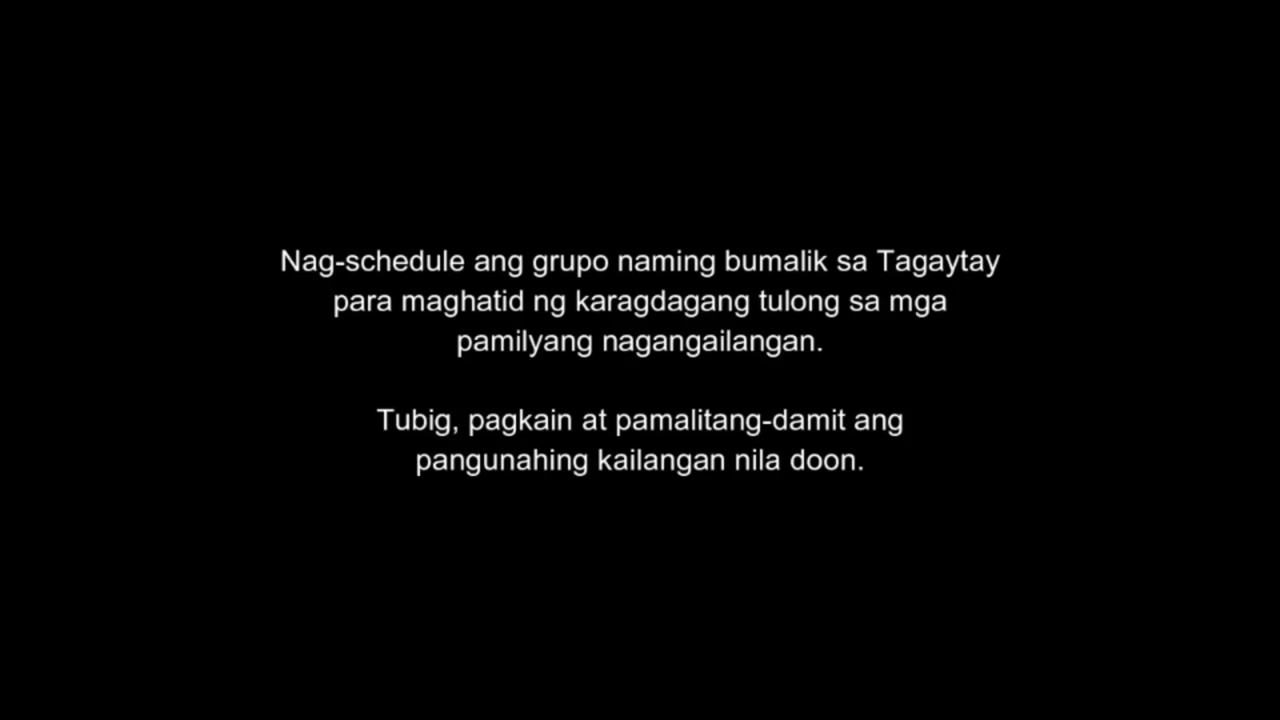 Nag-schedule ang grupo naming bumalik sa Tagaytay
para maghatid ng karagdagang tulong sa mga
pamilyang nagangailangan.
Tubig, pagkain at pamalitang-damit ang
pangunahing kailangan nila doon.